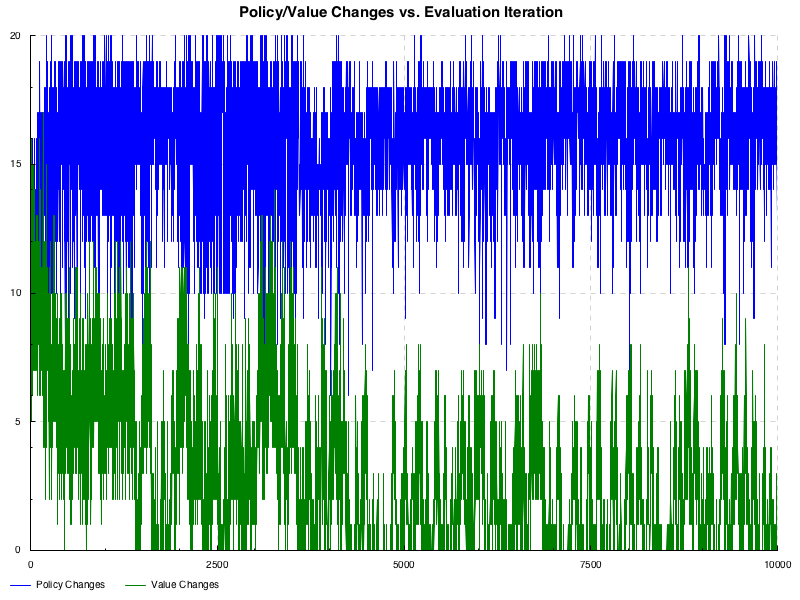 Policy/Value Changes vs. Evaluation Iteration
20
15
10
5
0
0 2500 5000 7500 10000
Policy Changes Value Changes